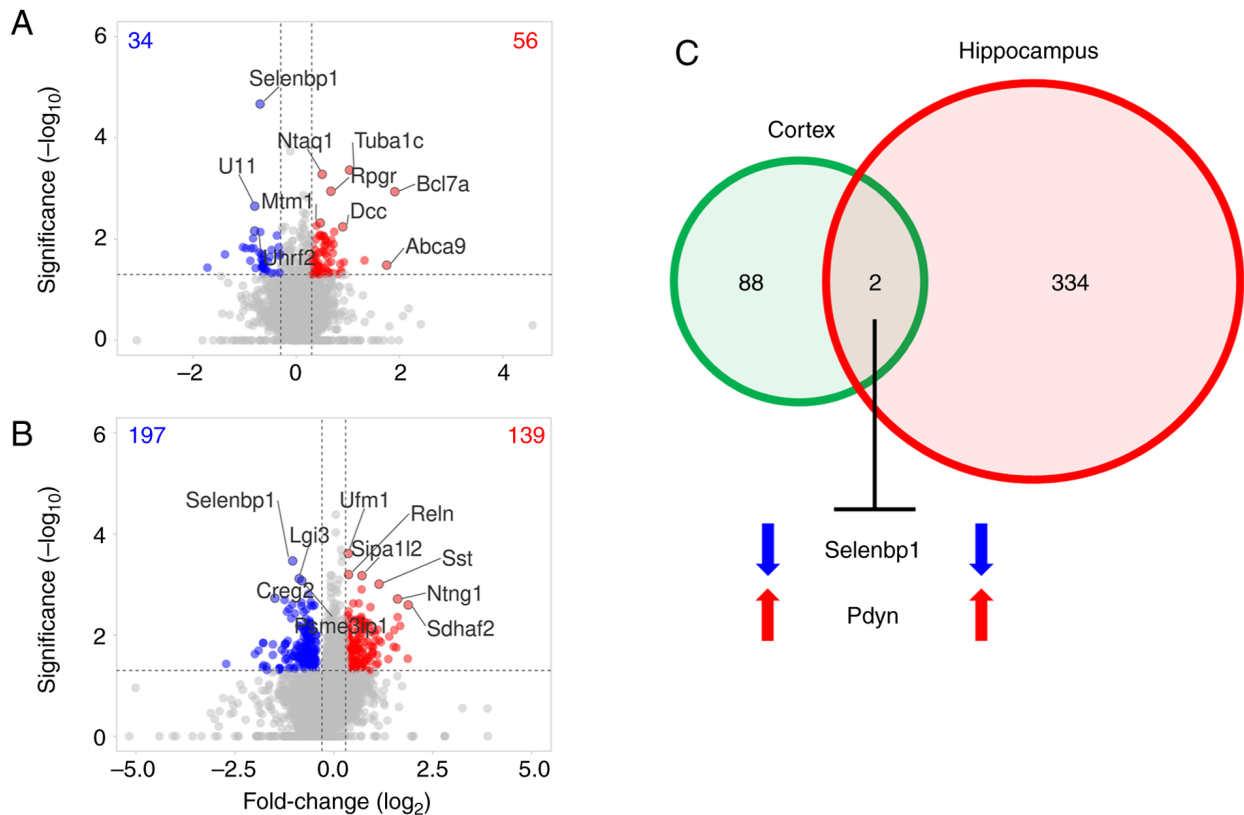 A
34
56
6
4
2
0
Significance (–log10)
Selenbp1
Ntaq1
Tuba1c
U11
Rpgr
Bcl7a
Mtm1
Dcc
Uhrf2
Abca9
–2
0
2
4
B
197
139
6
4
2
0
Significance (–log10)
Selenbp1
Ufm1
Reln
Lgi3
Sipa1l2
Sst
Creg2
Ntng1
Psme3ip1
Sdhaf2
–5.0
–2.5
0.0
2.5
5.0
Fold-change (log2)
C
Hippocampus
Cortex
88
2
334
Selenbp1
Pdyn